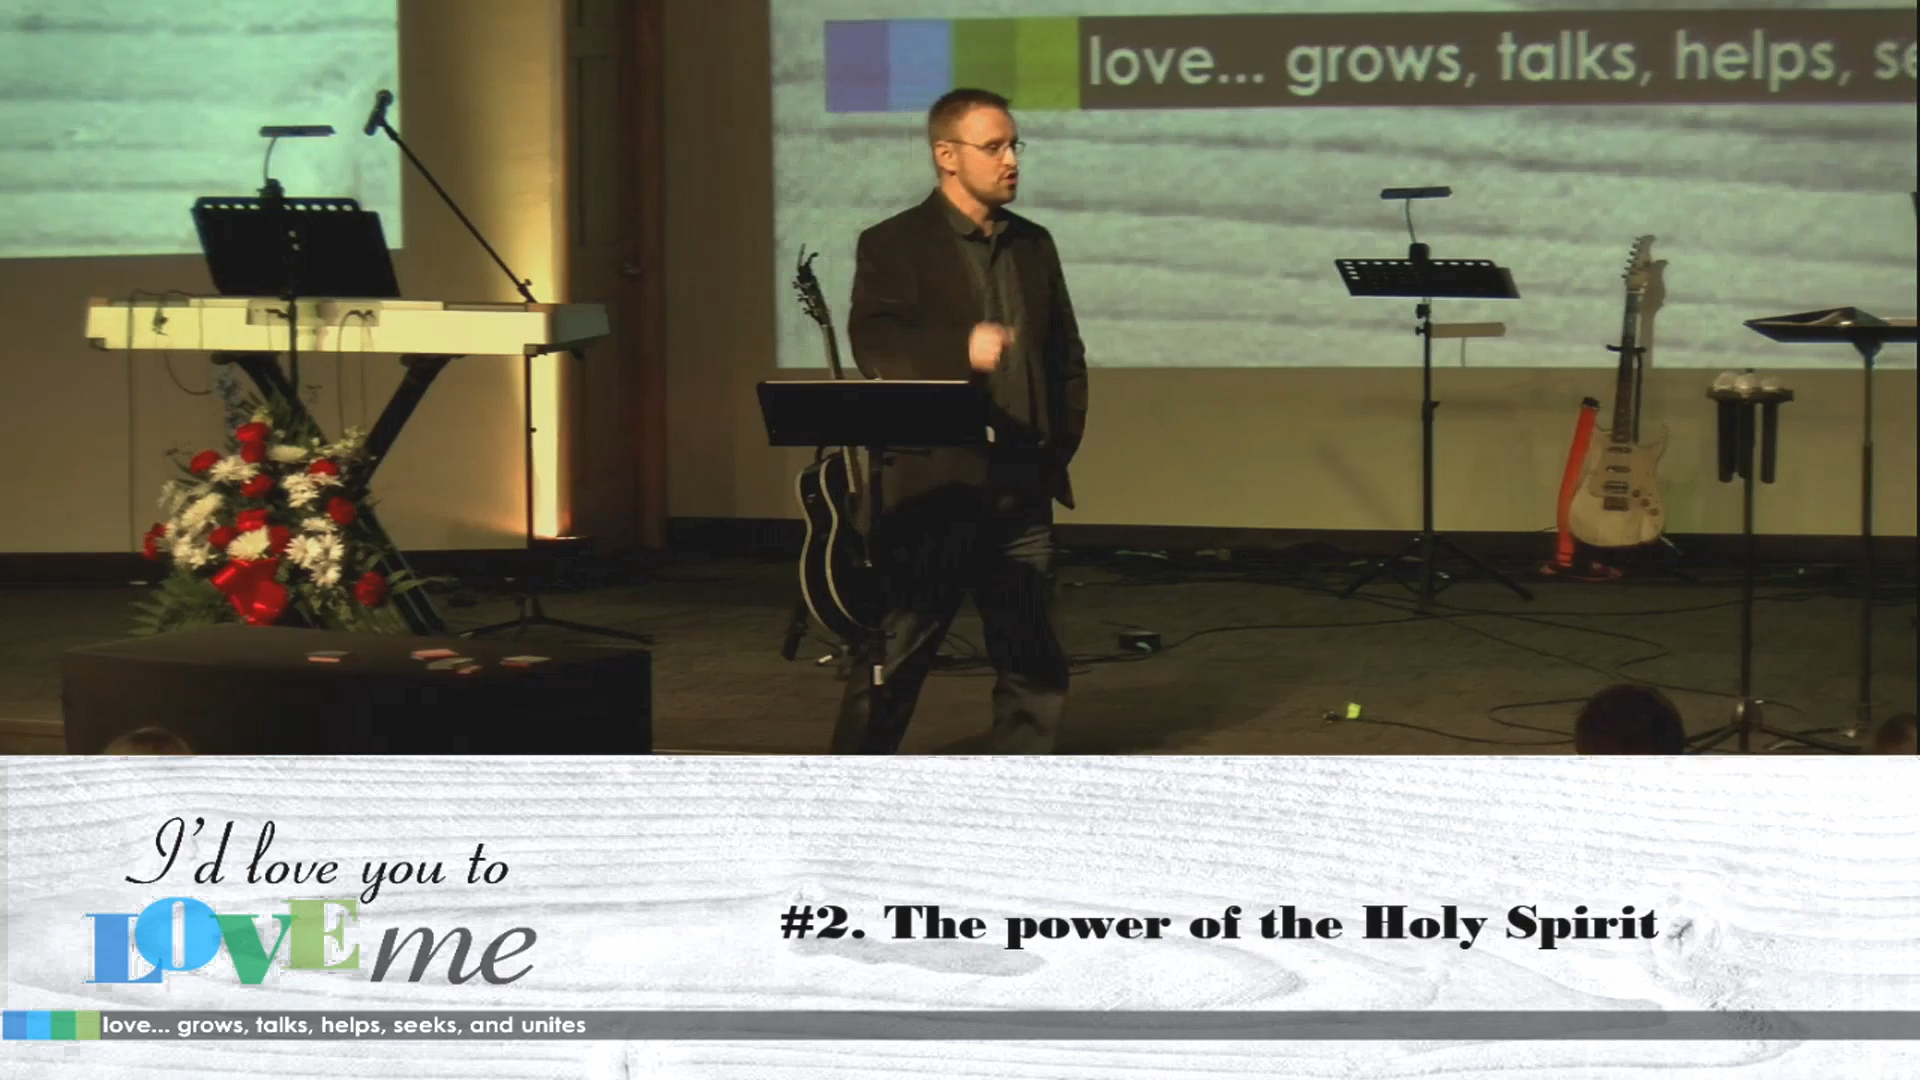 love... grows, talks, helps, se
I'd love you to
LOVE me
#2. The power of the Holy Spirit
love... grows, talks, helps, seeks, and unites